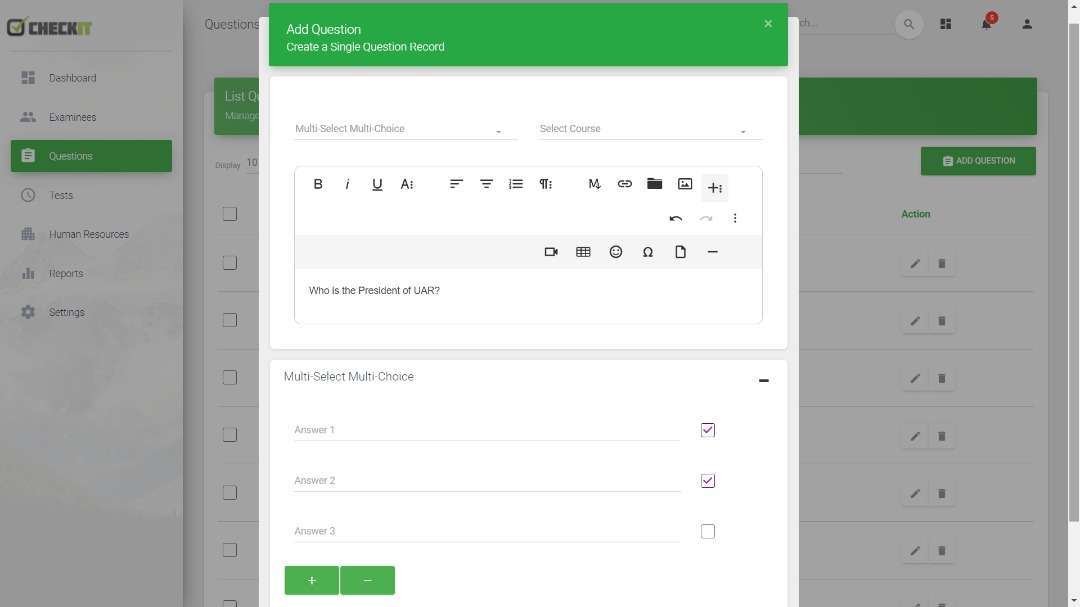 CHECKIT
Dashboard
Examinees
Questions
Tests
Human Resources
Reports
Settings
Questions
5
List Qu
Display 10
ADD QUESTION
Action
Add Question
Create a Single Question Record
×
Multi-Select Multi-Choice
Select Course
B i U A
M
Ω
Who is the President of UAR?
Multi-Select Multi-Choice
Answer 1
Answer 2
Answer 3
+ −